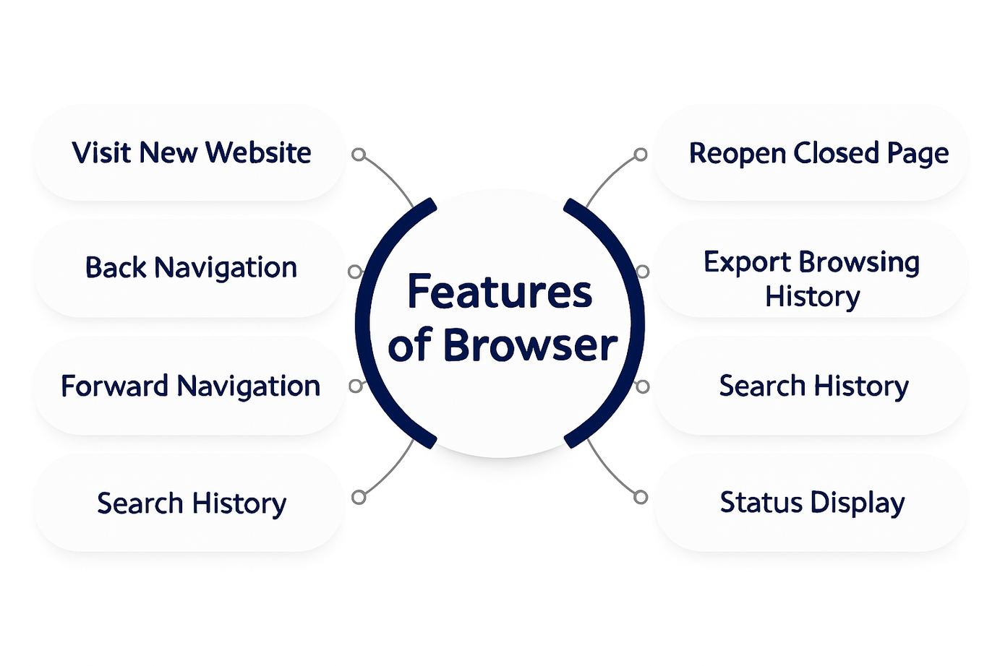 Visit New Website
Back Navigation
Forward Navigation
Search History
Features
of Browser
Reopen Closed Page
Export Browsing
History
Search History
Status Display